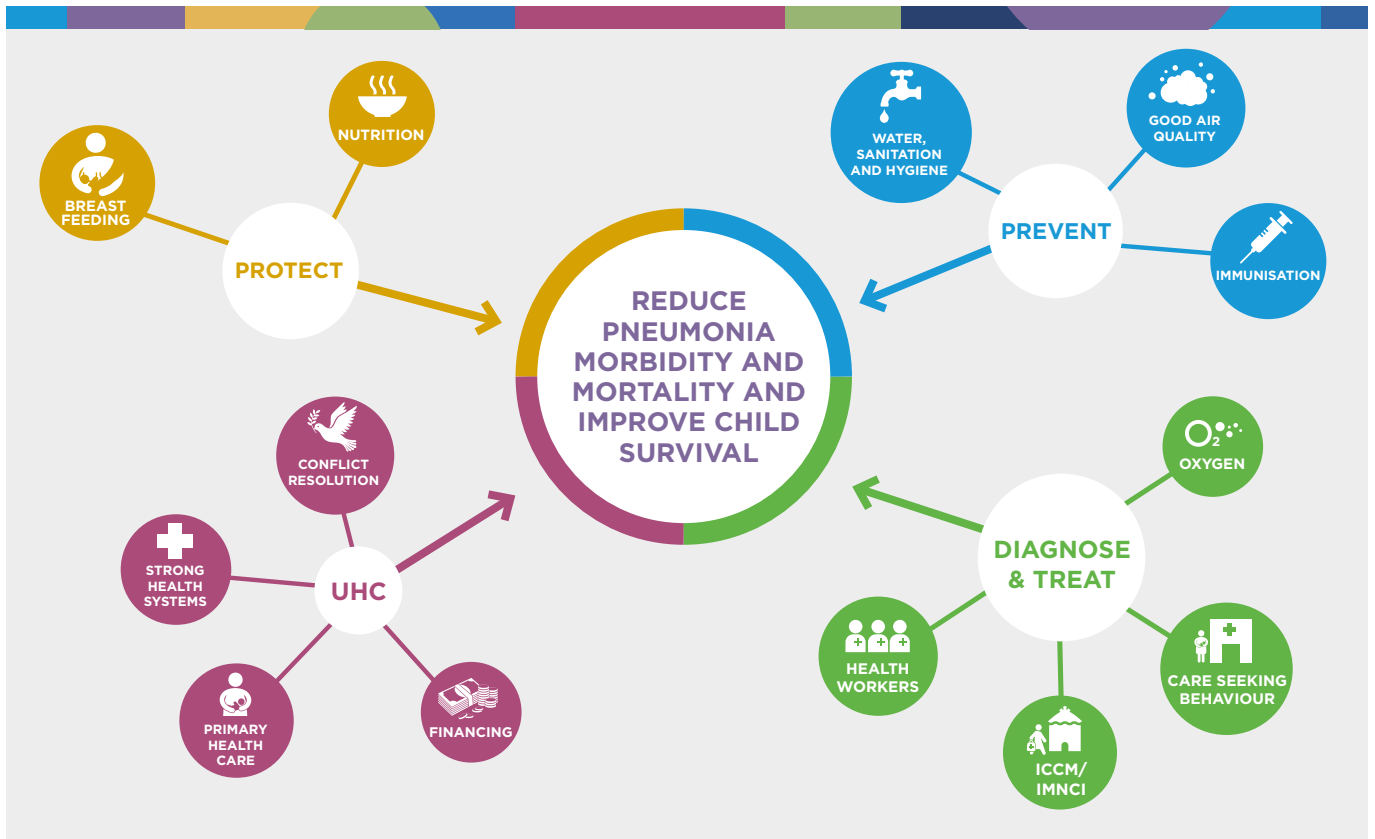 NUTRITION
BREAST
FEEDING
PROTECT
WATER,
SANITATION
AND HYGIENE
GOOD AIR
QUALITY
PREVENT
IMMUNISATION
REDUCE
PNEUMONIA
MORBIDITY AND
MORTALITY AND
IMPROVE CHILD
SURVIVAL
CONFLICT
RESOLUTION
STRONG
HEALTH
SYSTEMS
UHC
PRIMARY
HEALTH
CARE
FINANCING
O2
OXYGEN
DIAGNOSE
& TREAT
HEALTH
WORKERS
CARE SEEKING
BEHAVIOUR
ICCM/
IMNCI